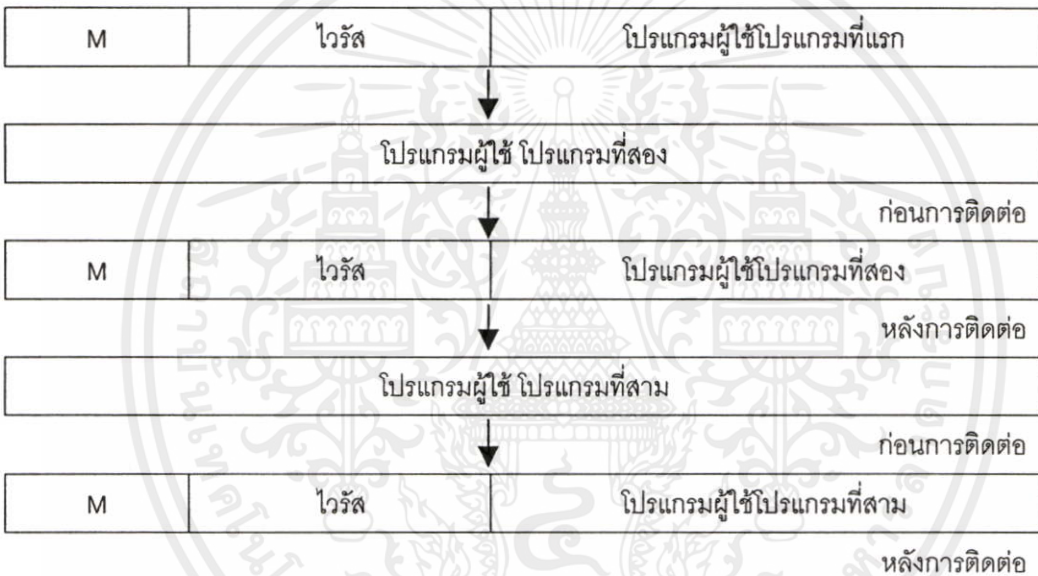 M ไวรัส โปรแกรมผู้ใช้โปรแกรมที่แรก
โปรแกรมผู้ใช้ โปรแกรมที่สอง
ก่อนการติดต่อ
M ไวรัส โปรแกรมผู้ใช้โปรแกรมที่สอง
หลังการติดต่อ
โปรแกรมผู้ใช้ โปรแกรมที่สาม
ก่อนการติดต่อ
M ไวรัส โปรแกรมผู้ใช้โปรแกรมที่สาม
หลังการติดต่อ